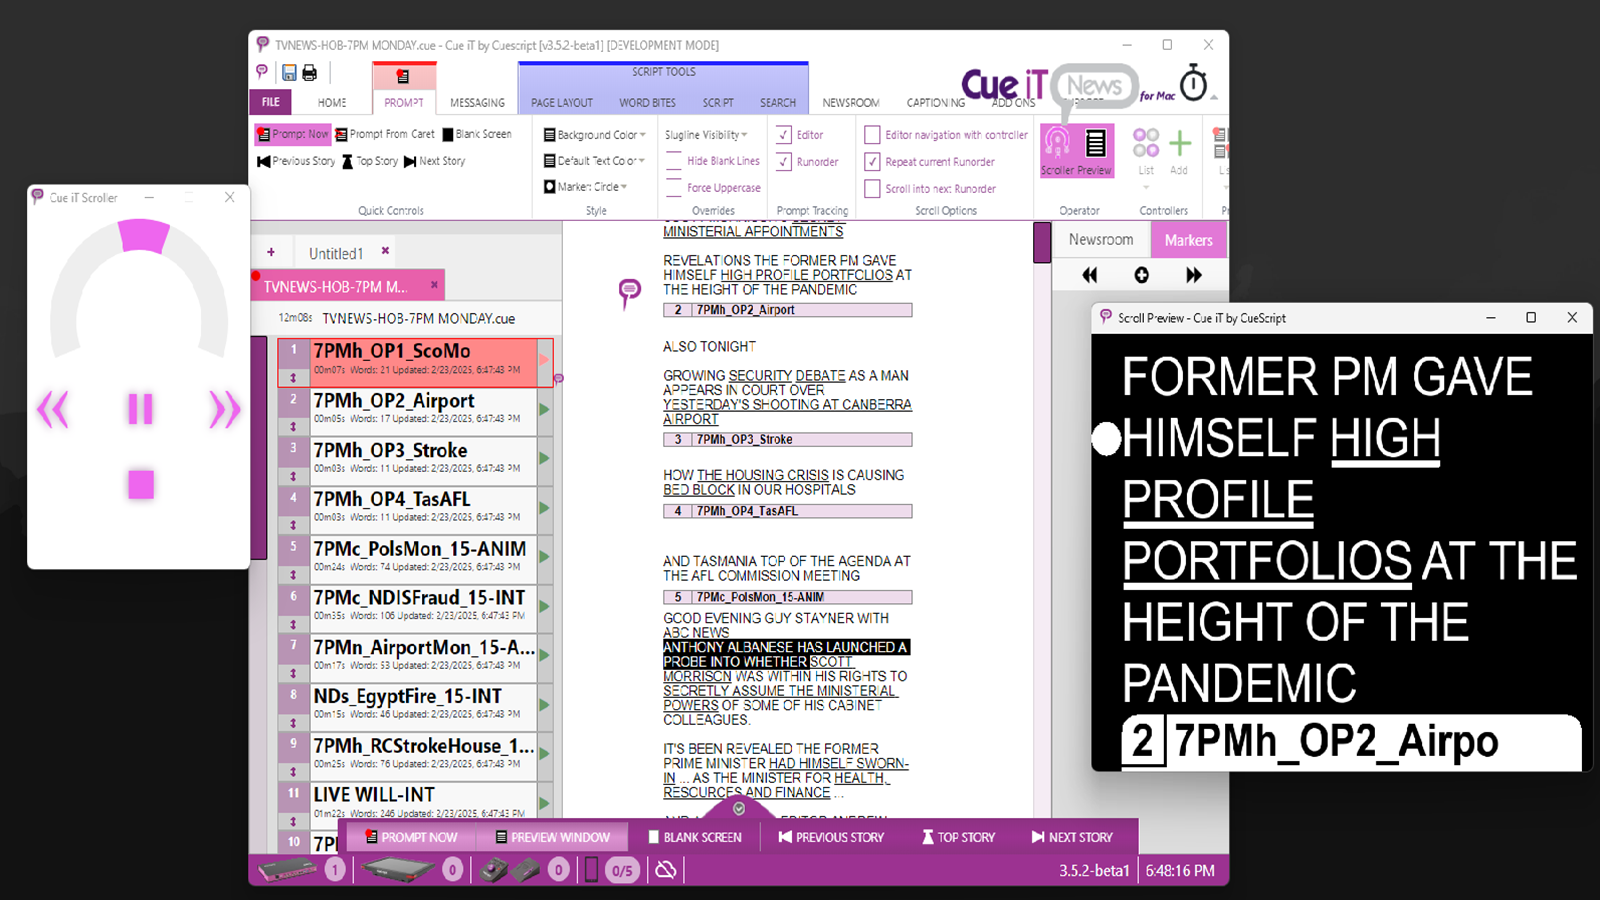 TVNEWS-HOB-7PM MONDAY.cue - Cue iT by Cuescript [v3.5.2-beta1] [DEVELOPMENT MODE]
SCRIPT TOOLS
Cue iT News for Mac
FILE HOME PROMPT MESSAGING PAGE LAYOUT WORD BITES SCRIPT SEARCH NEWSROOM CAPTIONING ADD ONS
Prompt Now Prompt From Caret Blank Screen
Previous Story Top Story Next Story
Quick Controls
Background Color
Default Text Color
Marker: Circle
Style
Slugline Visibility
Hide Blank Lines
Force Uppercase
Overrides
Editor
Runorder
Prompt Tracking
Editor navigation with controller
Repeat current Runorder
Scroll into next Runorder
Scroll Options
Scroller Preview
Operator
List Add
Controllers
Cue iT Scroller
+ Untitled1
TVNEWS-HOB-7PM M...
12m08s TVNEWS-HOB-7PM MONDAY.cue
1 7PMh_OP1_ScoMo
00m07s Words: 21 Updated: 2/23/2025, 6:47:43 PM
2 7PMh_OP2_Airport
00m05s Words: 17 Updated: 2/23/2025, 6:47:43 PM
3 7PMh_OP3_Stroke
00m03s Words: 11 Updated: 2/23/2025, 6:47:43 PM
4 7PMh_OP4_TasAFL
00m03s Words: 11 Updated: 2/23/2025, 6:47:43 PM
5 7PMc_PolsMon_15-ANIM
00m24s Words: 74 Updated: 2/23/2025, 6:47:43 PM
6 7PMc_NDISFraud_15-INT
00m35s Words: 106 Updated: 2/23/2025, 6:47:43 PM
7 7PMn_AirportMon_15-A...
00m17s Words: 53 Updated: 2/23/2025, 6:47:43 PM
8 NDs_EgyptFire_15-INT
00m15s Words: 46 Updated: 2/23/2025, 6:47:43 PM
9 7PMh_RCStrokeHouse_1...
00m25s Words: 76 Updated: 2/23/2025, 6:47:43 PM
11 LIVE WILL-INT
01m22s Words: 246 Updated: 2/23/2025, 6:47:43 PM
10
MINISTERIAL APPOINTMENTS
REVELATIONS THE FORMER PM GAVE
HIMSELF HIGH PROFILE PORTFOLIOS AT
THE HEIGHT OF THE PANDEMIC
2 7PMh_OP2_Airport
ALSO TONIGHT
GROWING SECURITY DEBATE AS A MAN
APPEARS IN COURT OVER
YESTERDAY'S SHOOTING AT CANBERRA
AIRPORT
3 7PMh_OP3_Stroke
HOW THE HOUSING CRISIS IS CAUSING
BED BLOCK IN OUR HOSPITALS
4 7PMh_OP4_TasAFL
AND TASMANIA TOP OF THE AGENDA AT
THE AFL COMMISSION MEETING
5 7PMc_PolsMon_15-ANIM
GOOD EVENING GUY STAYNER WITH
ABC NEWS
ANTHONY ALBANESE HAS LAUNCHED A
PROBE INTO WHETHER SCOTT
MORRISON WAS WITHIN HIS RIGHTS TO
SECRETLY ASSUME THE MINISTERIAL
POWERS OF SOME OF HIS CABINET
COLLEAGUES.
IT'S BEEN REVEALED THE FORMER
PRIME MINISTER HAD HIMSELF SWORN-
IN ... AS THE MINISTER FOR HEALTH,
RESOURCES AND FINANCE ...
Newsroom Markers
Scroll Preview - Cue iT by CueScript
FORMER PM GAVE
HIMSELF HIGH
PROFILE
PORTFOLIOS AT THE
HEIGHT OF THE
PANDEMIC
2 7PMh_OP2_Airpo
PROMPT NOW PREVIEW WINDOW BLANK SCREEN PREVIOUS STORY TOP STORY NEXT STORY
1 0 0 0/5 3.5.2-beta1 6:48:16 PM